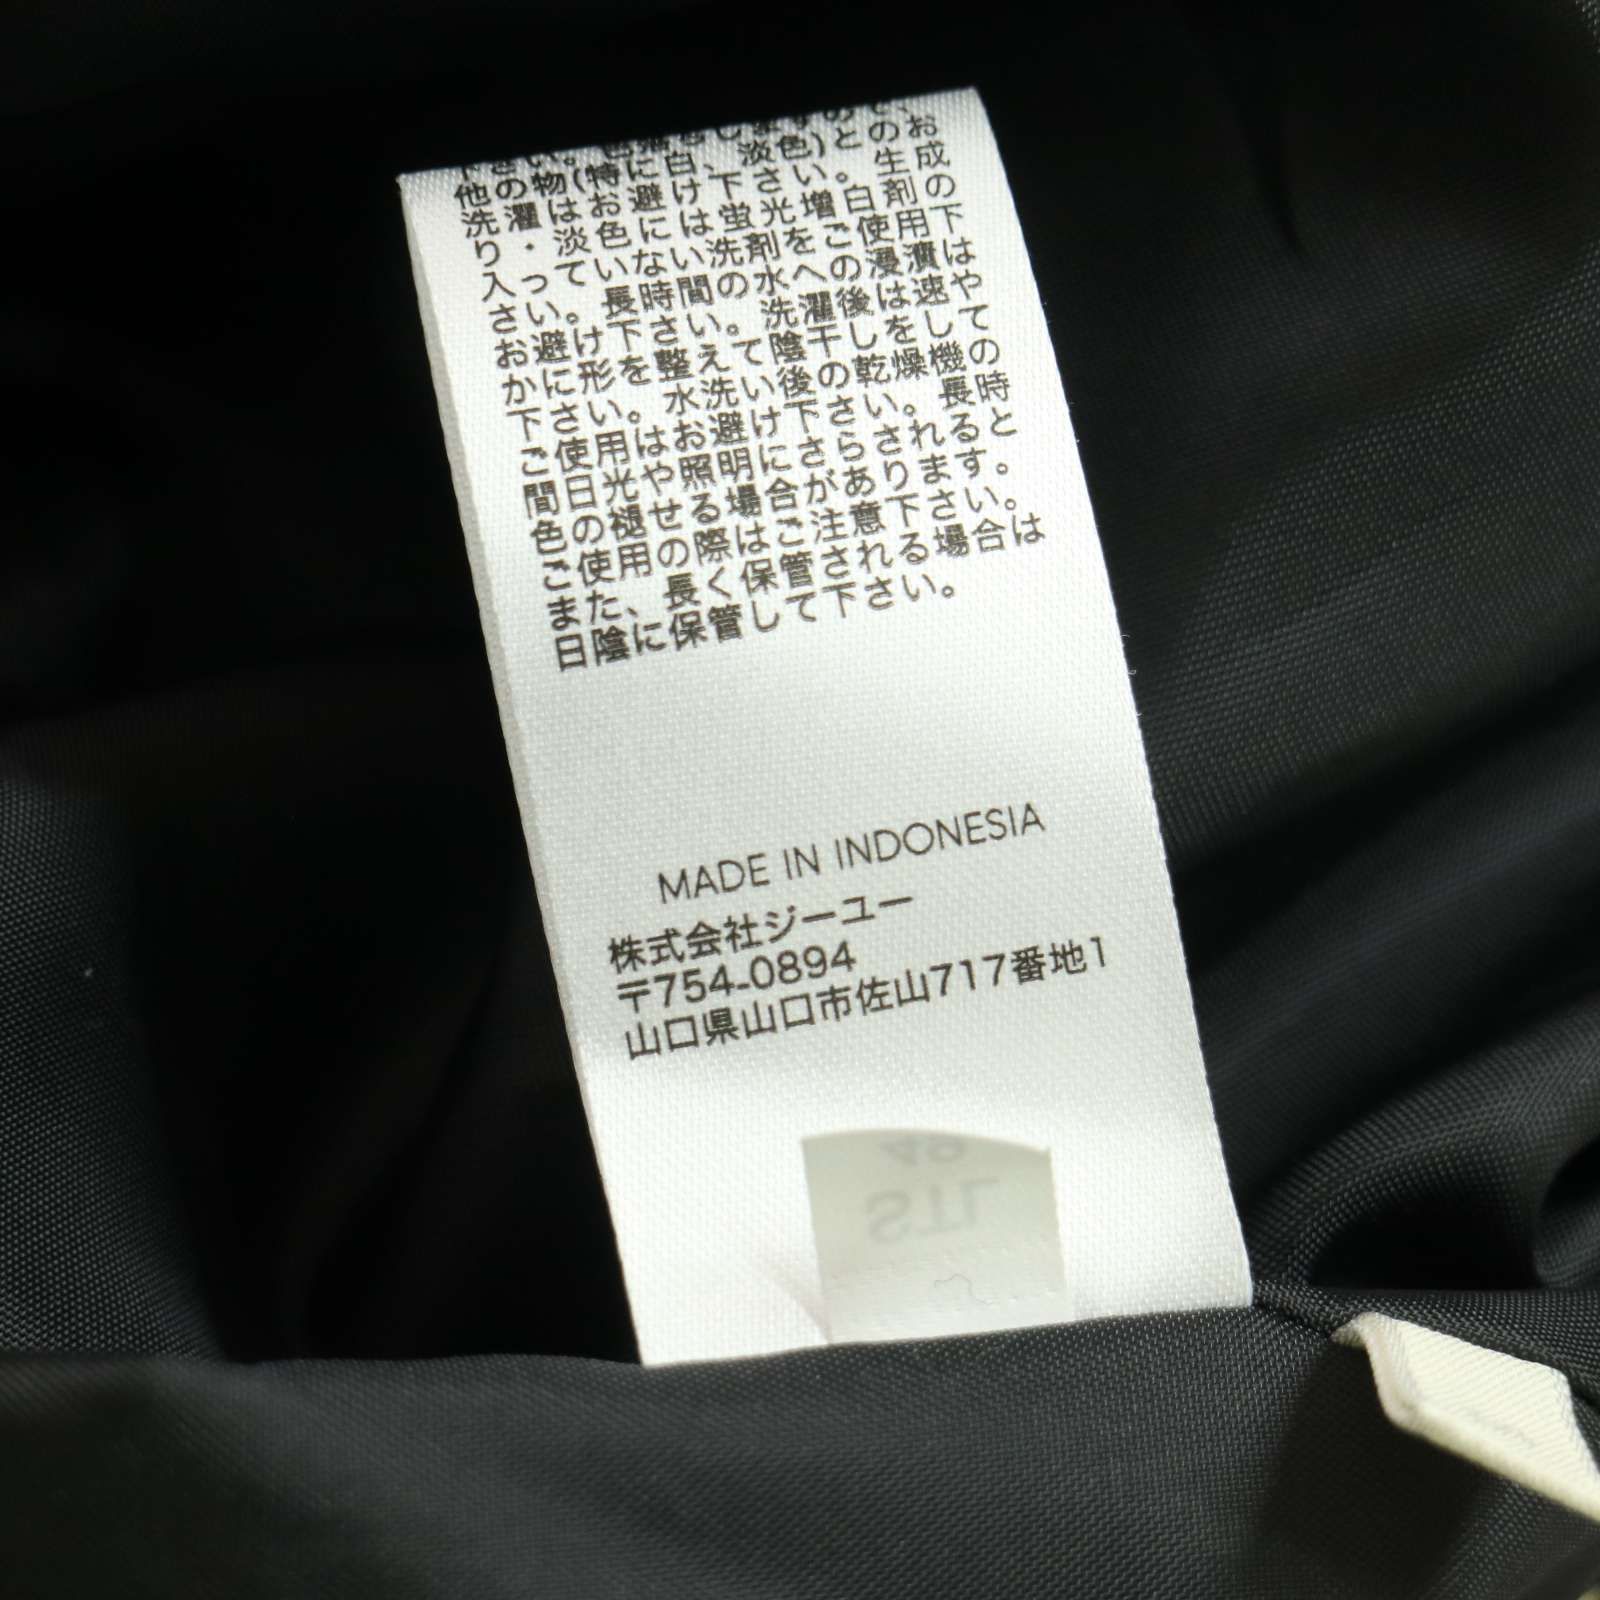 他の物(特に白、淡色)とのお
洗濯はお避け下さい。生成
り・淡色には蛍光増白剤の
入っていない洗剤を使用下
さい。長時間の水への浸漬は
お避け下さい。洗濯後は速や
かに形を整えて陰干しをして
下さい。水洗い後の乾燥機の
ご使用はお避け下さい。長時
間日光や照明にさらされると
色の褪せる場合があります。
ご使用の際はご注意下さい。
また、長く保管される場合は
日陰に保管して下さい。
MADE IN INDONESIA
株式会社ジーユー
〒754-0894
山口県山口市佐山717番地1